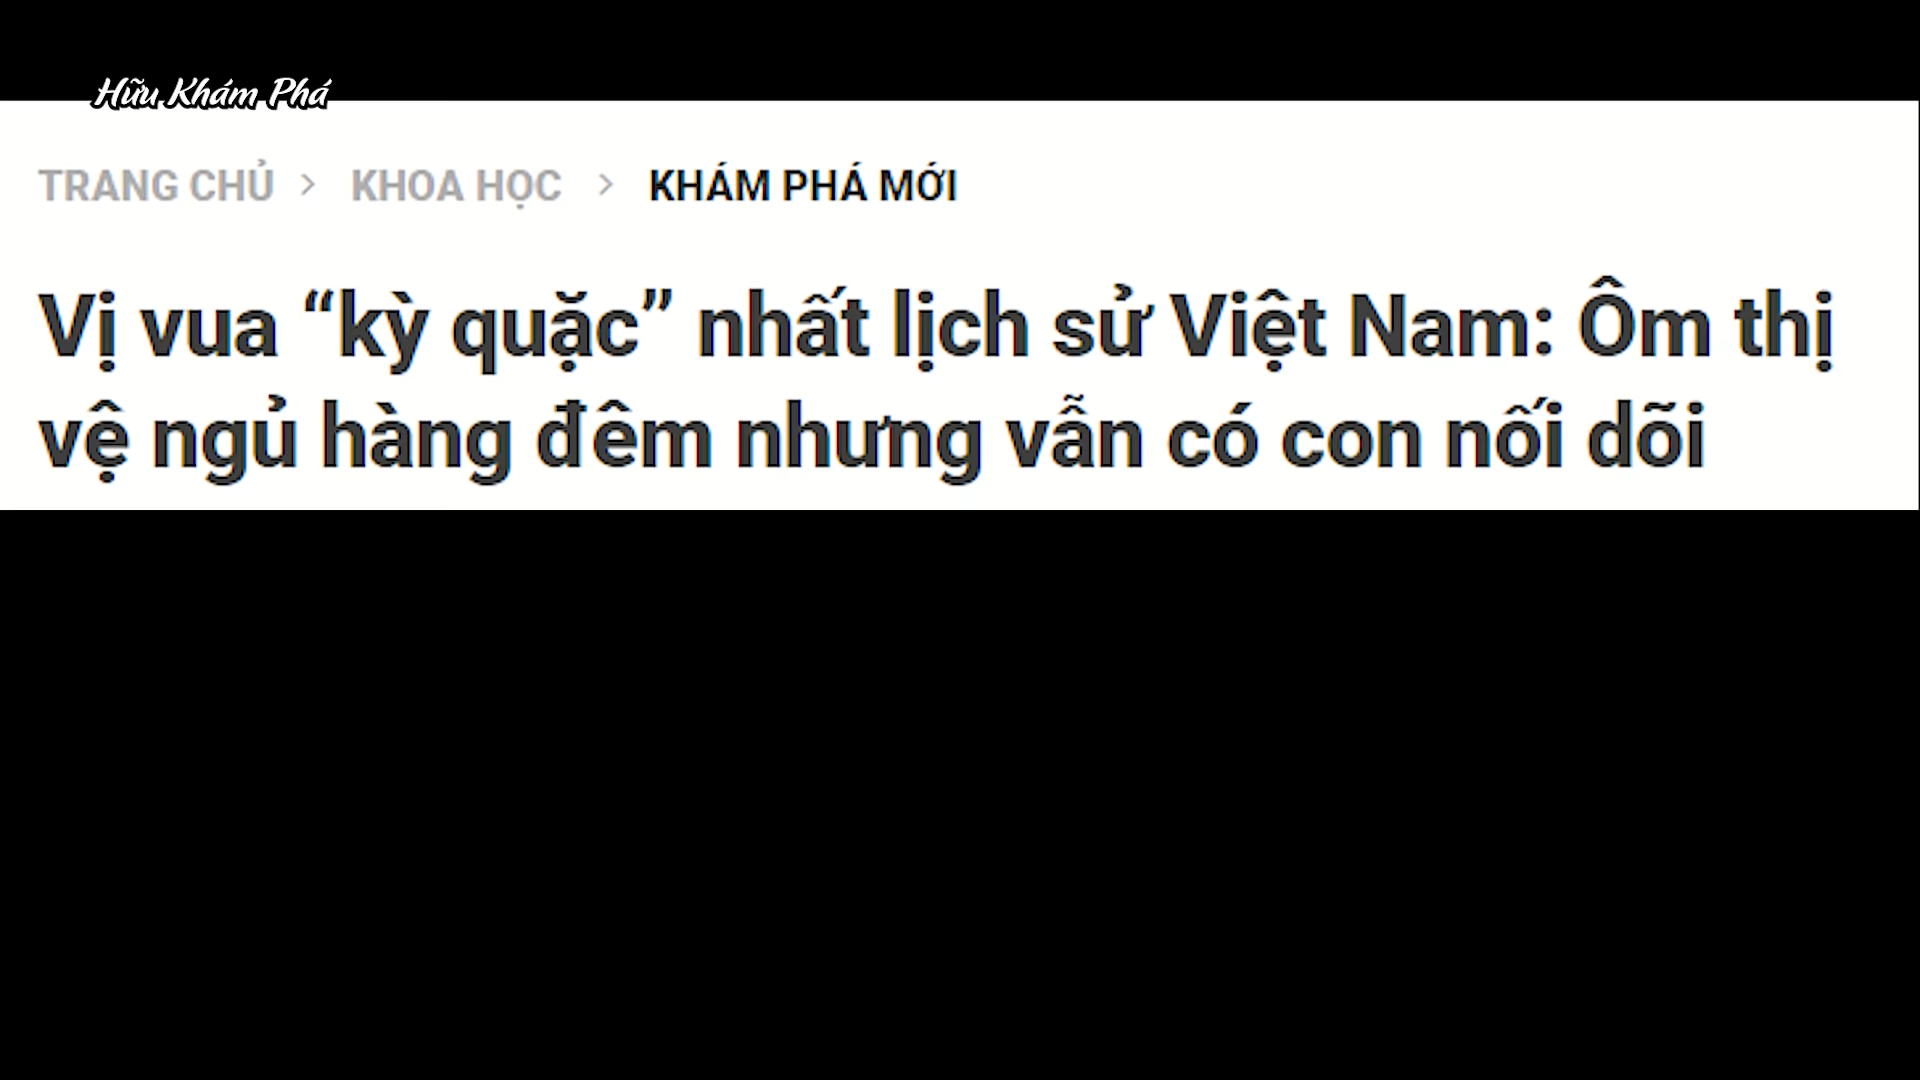 Hữu Khám Phá
TRANG CHỦ > KHOA HỌC > KHÁM PHÁ MỚI
Vị vua “kỳ quặc” nhất lịch sử Việt Nam: Ôm thị
vệ ngủ hàng đêm nhưng vẫn có con nối dõi